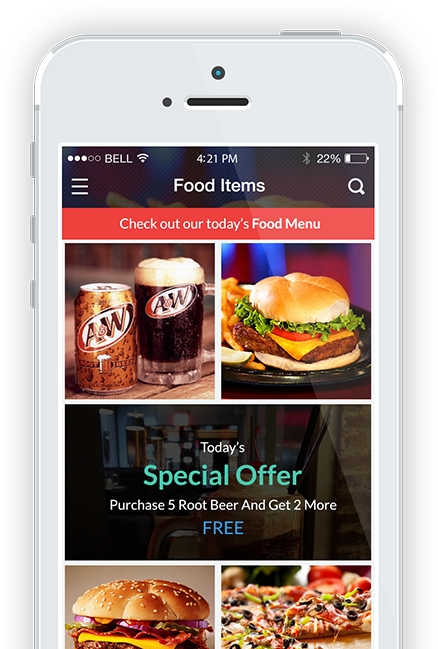 BELL 4:21 PM 22%
Food Items
Check out our today's Food Menu
A&W A&W
Today's
Special Offer
Purchase 5 Root Beer And Get 2 More
FREE